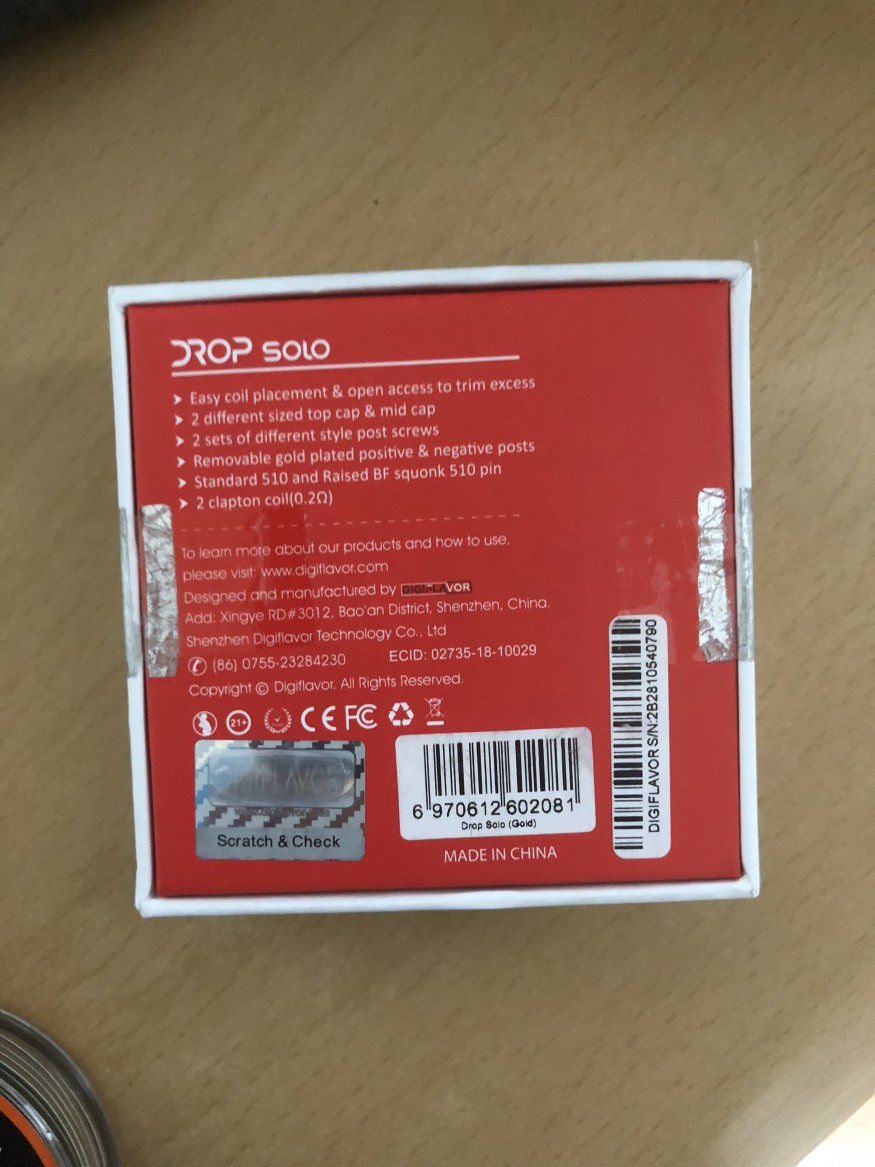 DROP SOLO
➤ Easy coil placement & open access to trim excess
➤ 2 different sized top cap & mid cap
➤ 2 sets of different style post screws
➤ Removable gold plated positive & negative posts
➤ Standard 510 and Raised BF squonk 510 pin
➤ 2 clapton coil(0.2Ω)
To learn more about our products and how to use,
please visit: www.digiflavor.com
Designed and manufactured by DIGIFLAVOR
Add: Xingye RD#3012, Bao'an District, Shenzhen, China.
Shenzhen Digiflavor Technology Co., Ltd
(86) 0755-23284230 ECID: 02735-18-10029
Copyright © Digiflavor. All Rights Reserved.
21+ CE FC
DIGIFLAVOR
Scratch & Check
6 970612 602081
Drop Solo (Gold)
MADE IN CHINA
DIGIFLAVOR S/N:2B2810540790